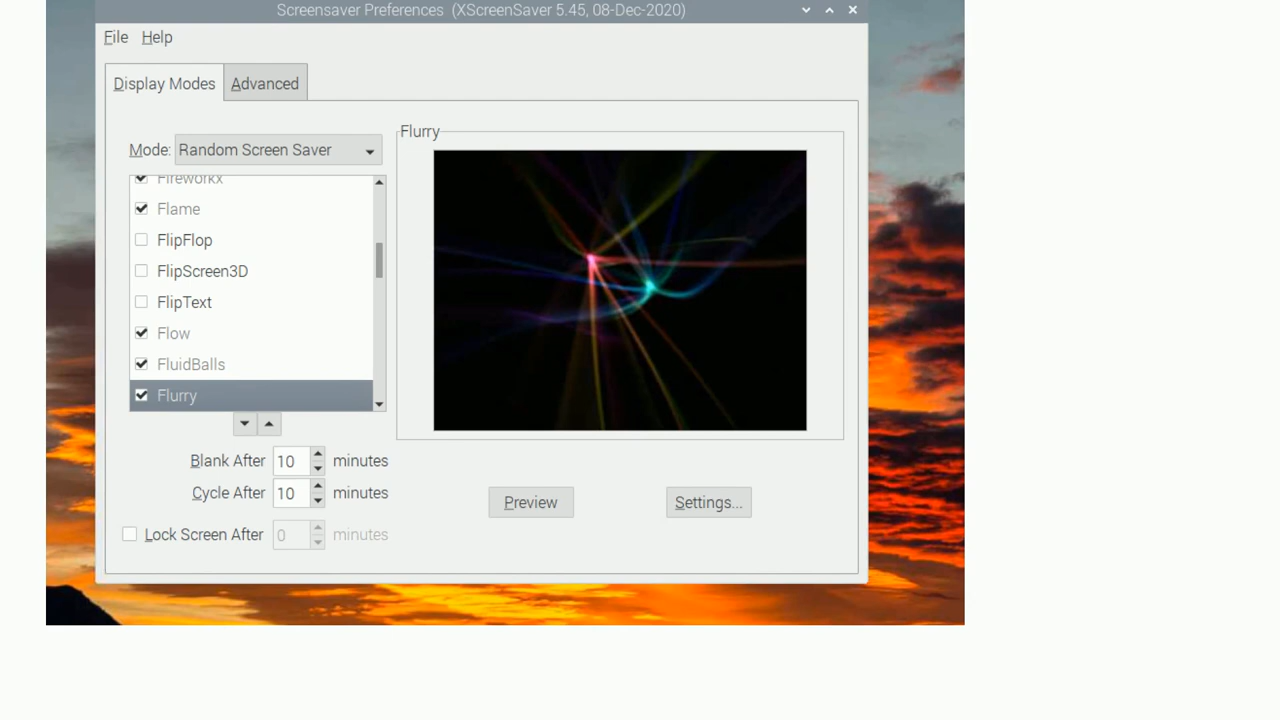 Screensaver Preferences (XScreenSaver 5.45, 08-Dec-2020)
File Help
Display Modes Advanced
Mode: Random Screen Saver
Fireworkx
Flame
FlipFlop
FlipScreen3D
FlipText
Flow
FluidBalls
Flurry
Flurry
Blank After 10 minutes
Cycle After 10 minutes
Lock Screen After 0 minutes
Preview Settings...